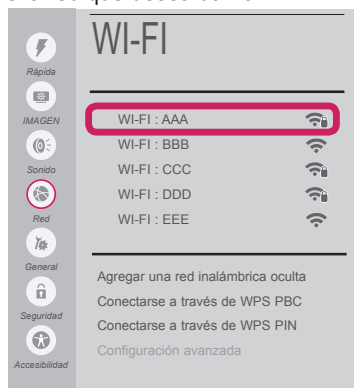 WI-FI
Rápida
IMAGEN
Sonido
Red
General
Seguridad
Accesibilidad
WI-FI : AAA
WI-FI : BBB
WI-FI : CCC
WI-FI : DDD
WI-FI : EEE
Agregar una red inalámbrica oculta
Conectarse a través de WPS PBC
Conectarse a través de WPS PIN
Configuración avanzada